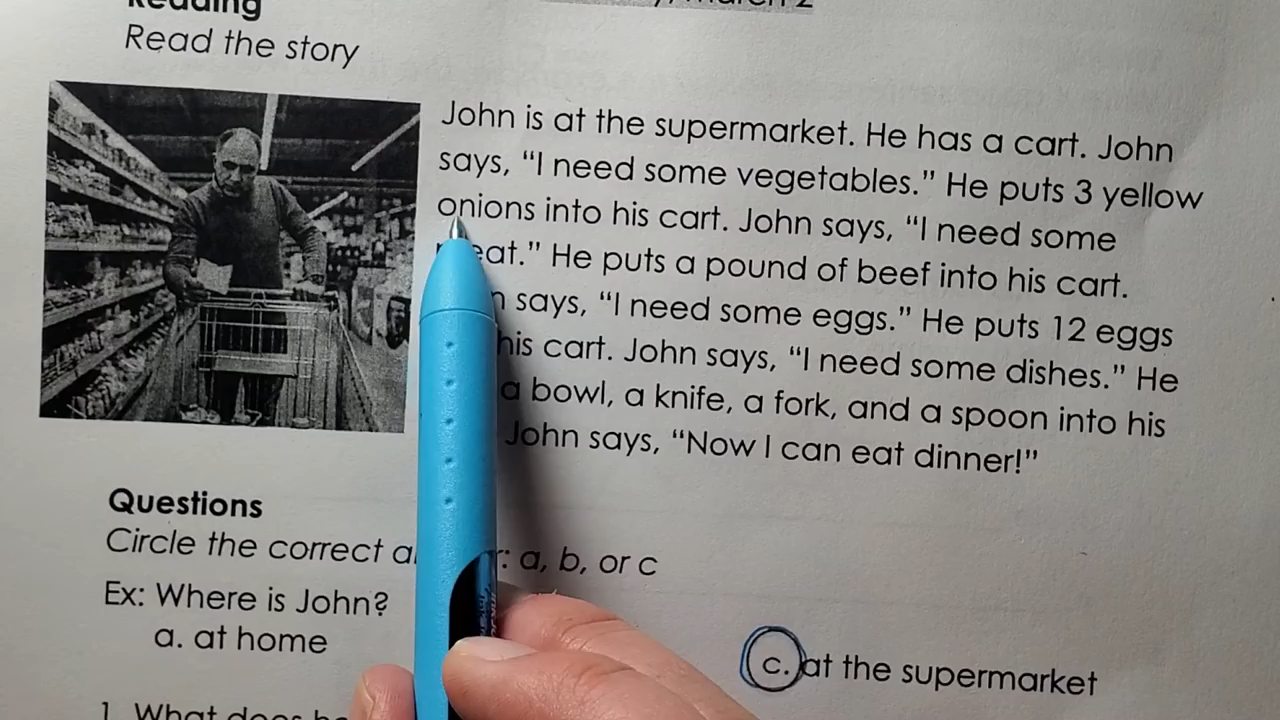 Reading
Read the story
John is at the supermarket. He has a cart. John
says, “I need some vegetables.” He puts 3 yellow
onions into his cart. John says, “I need some
He puts a pound of beef into his cart.
says, “I need some eggs.” He puts 12 eggs
his cart. John says, “I need some dishes.” He
a bowl, a knife, a fork, and a spoon into his
John says, “Now I can eat dinner!”
Questions
Circle the correct a, b, or c
Ex: Where is John?
a. at home
c. at the supermarket
1. What does